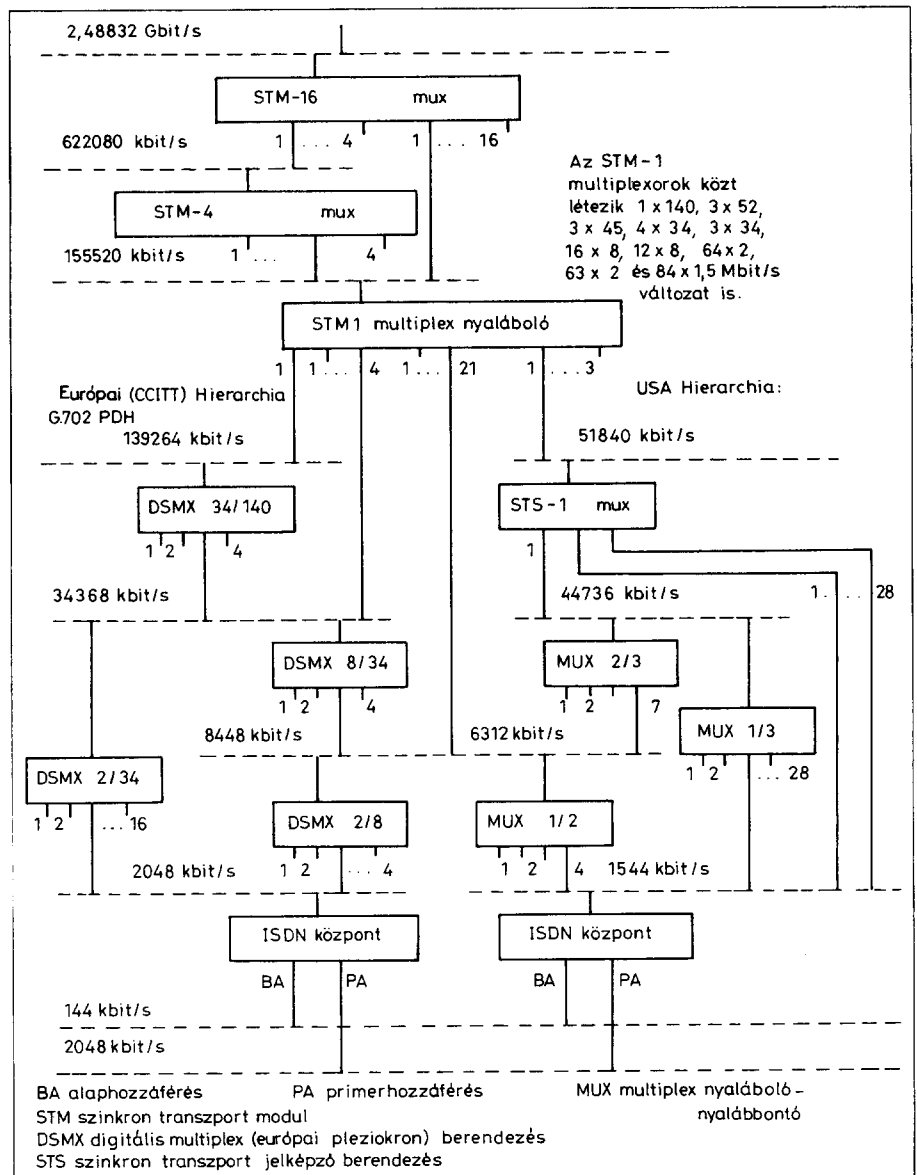 2,48832 Gbit/s
STM-16 mux
622080 kbit/s
1 ... 4 1 ... 16
Az STM-1
multiplexorok közt
létezik 1 x 140, 3 x 52,
3 x 45, 4 x 34, 3 x 34,
16 x 8, 12 x 8, 64 x 2,
63 x 2 és 84 x 1,5 Mbit/s
változat is.
STM-4 mux
155520 kbit/s
1 ... 4
STM1 multiplex nyaláboló
1 1 ... 4 1 ... 21 1 ... 3
Európai (CCITT) Hierarchia
G.702 PDH
USA Hierarchia:
139264 kbit/s
51840 kbit/s
DSMX 34/140
1 2 4
STS-1 mux
1
34368 kbit/s
44736 kbit/s
1 . . . . 28
DSMX 8/34
1 2 4
MUX 2/3
1 2 7
8448 kbit/s
6312 kbit/s
MUX 1/3
1 2 ... 28
DSMX 2/34
1 2 ... 16
DSMX 2/8
1 2 ... 4
MUX 1/2
1 2 4
2048 kbit/s
1544 kbit/s
ISDN központ
ISDN központ
BA PA
BA PA
144 kbit/s
2048 kbit/s
BA alaphozzáférés PA primerhozzáférés MUX multiplex nyaláboló-
nyalábbontó
STM szinkron transzport modul
DSMX digitális multiplex (európai pleziokron) berendezés
STS szinkron transzport jelképző berendezés